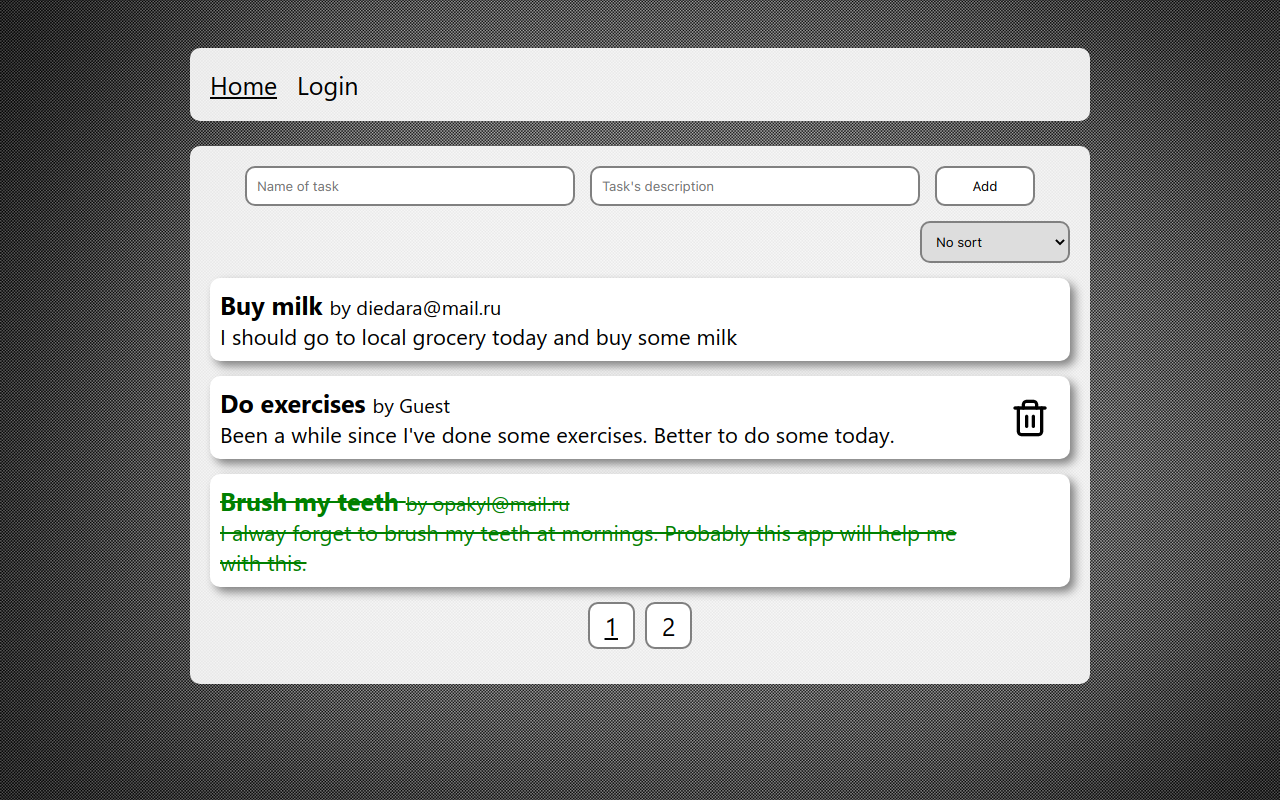 Home Login
Name of task Task's description Add
No sort
Buy milk by diedara@mail.ru
I should go to local grocery today and buy some milk
Do exercises by Guest
Been a while since I've done some exercises. Better to do some today.
Brush my teeth by opakyl@mail.ru
I alway forget to brush my teeth at mornings. Probably this app will help me
with this.
1 2